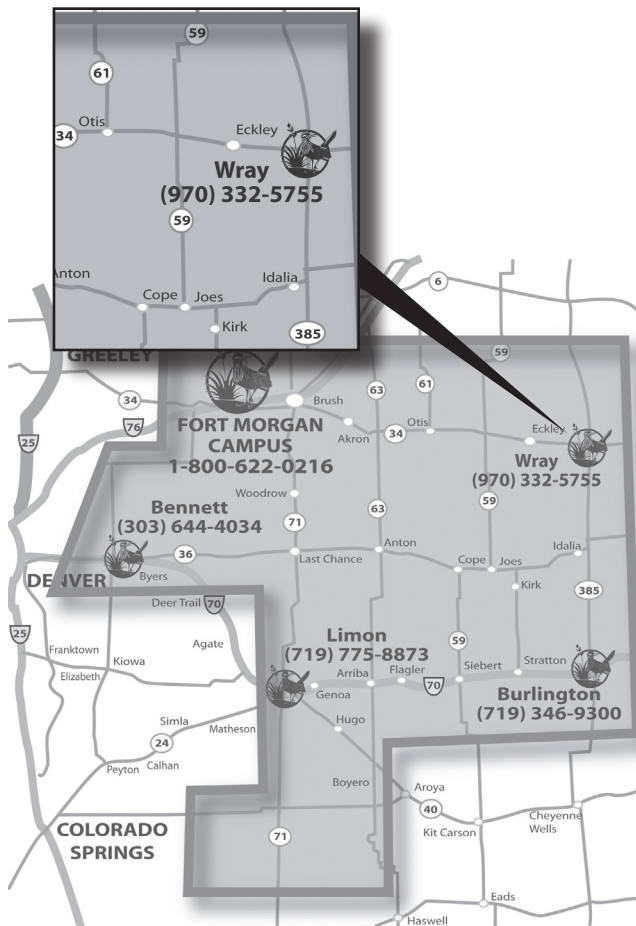 59
61
Otis
34
Eckley
Wray
(970) 332-5755
59
Anton
Idalia
Cope
Joes
Kirk
385
6
GREELEY
59
34
63
61
Brush
76
FORT MORGAN
CAMPUS
1-800-622-0216
Akron
34
Otis
Eckley
25
Wray
(970) 332-5755
Woodrow
Bennett
(303) 644-4034
71
63
59
36
Last Chance
Anton
Cope
Joes
Idalia
DENVER
Byers
Kirk
385
Deer Trail
70
25
Limon
(719) 775-8873
59
Agate
Franktown
Kiowa
Elizabeth
Arriba
Flagler
Genoa
70
Siebert
Stratton
Burlington
(719) 346-9300
Simla
Matheson
Hugo
24
Peyton
Calhan
Boyero
Aroya
40
Kit Carson
Cheyenne
Wells
COLORADO
SPRINGS
71
Eads
Haswell